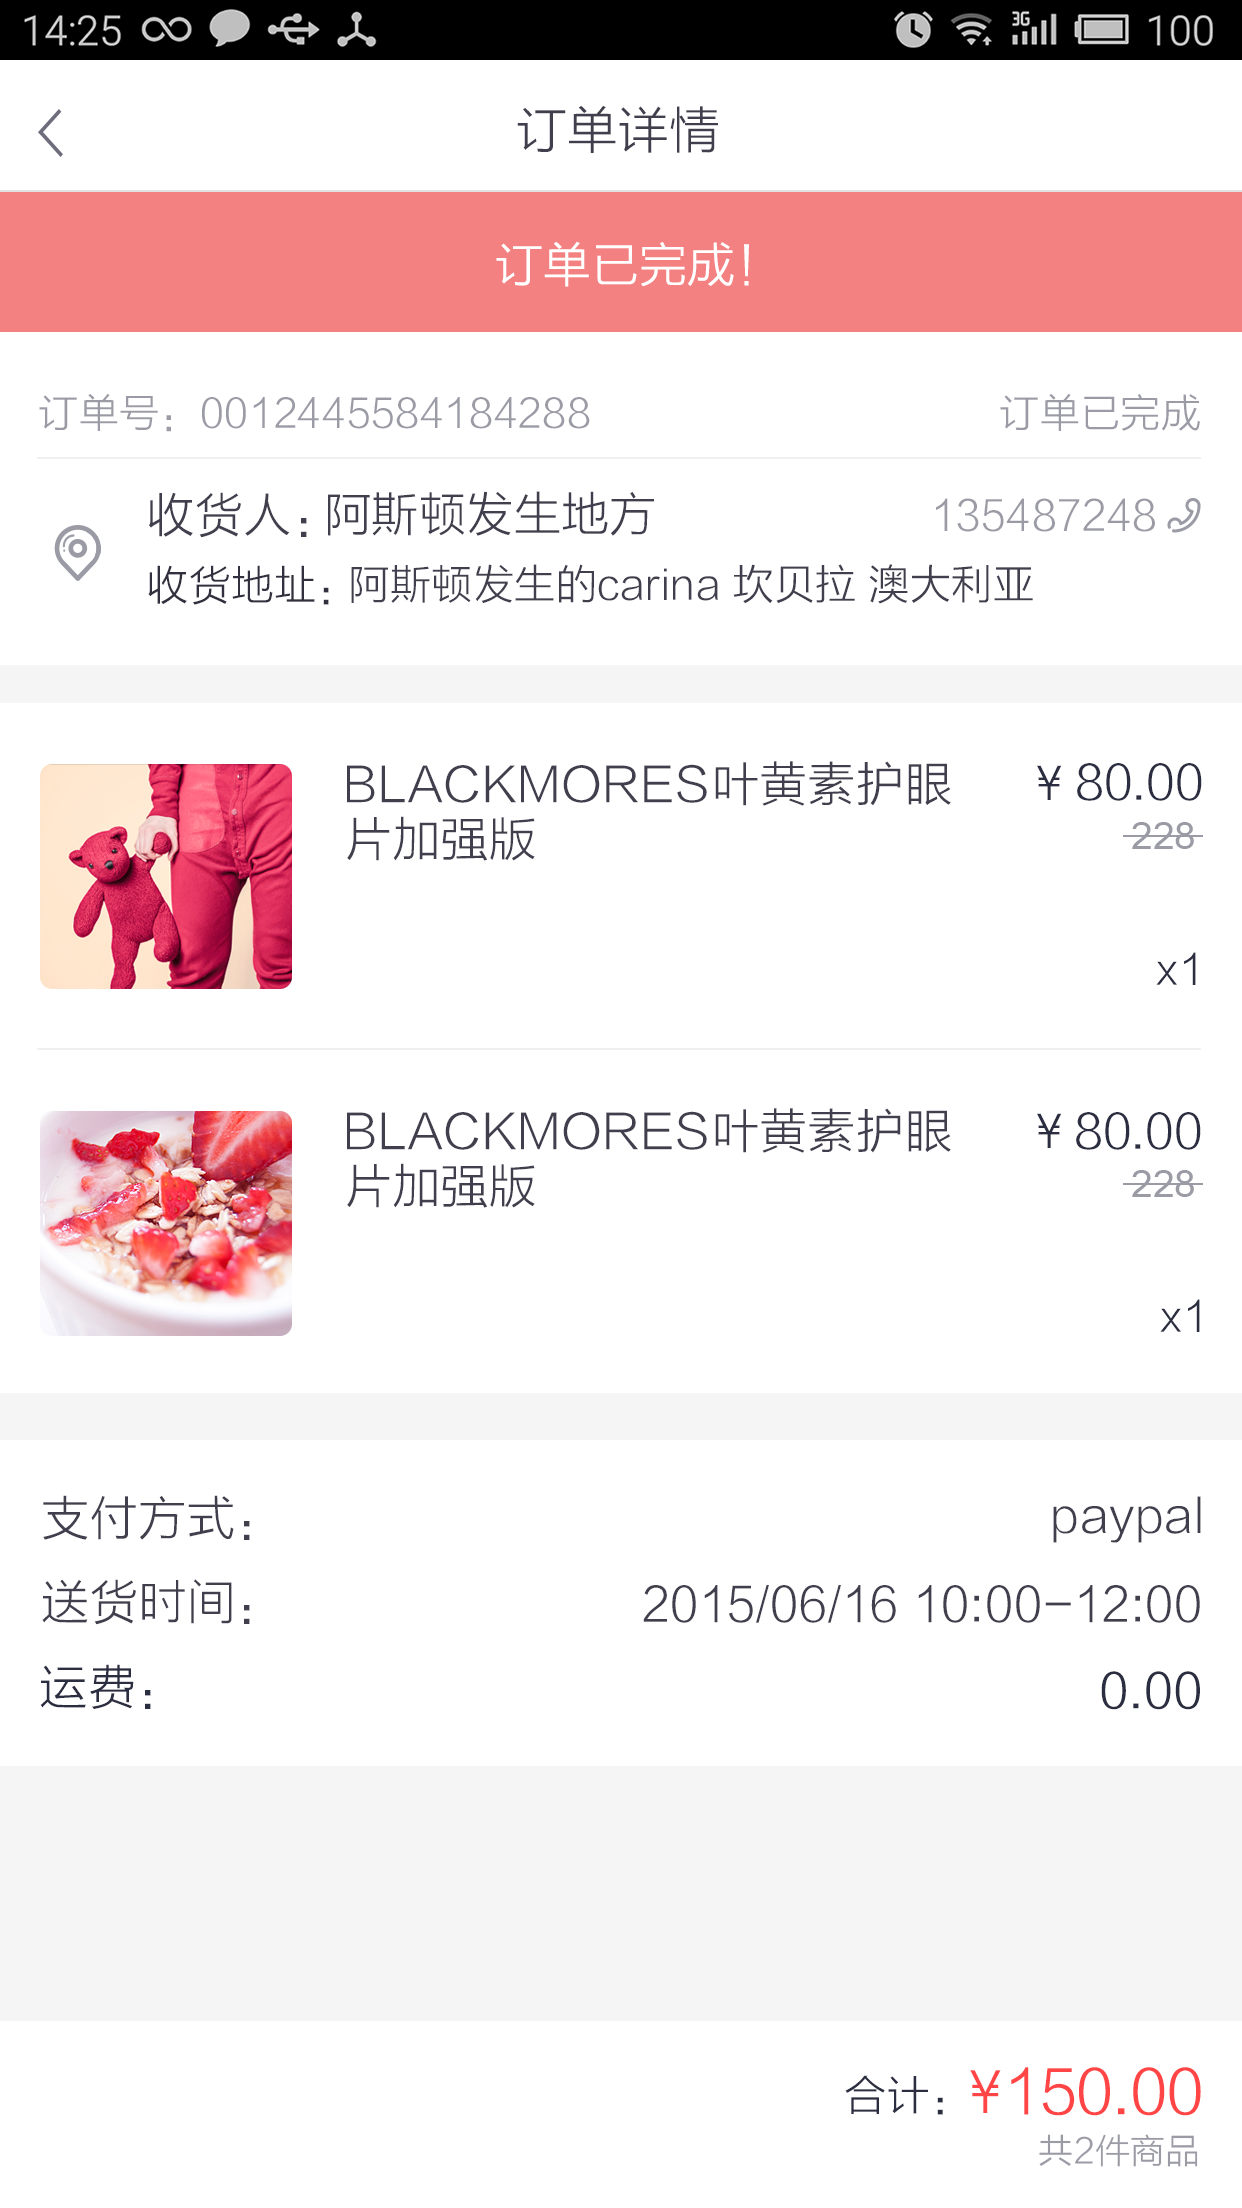 14:25
3G
100
订单详情
订单已完成!
订单号: 0012445584184288
订单已完成
收货人: 阿斯顿发生地方
135487248
收货地址: 阿斯顿发生的carina 坎贝拉 澳大利亚
BLACKMORES叶黄素护眼
片加强版
¥ 80.00
228
x1
BLACKMORES叶黄素护眼
片加强版
¥ 80.00
228
x1
支付方式:
paypal
送货时间:
2015/06/16 10:00-12:00
运费:
0.00
合计: ¥150.00
共2件商品